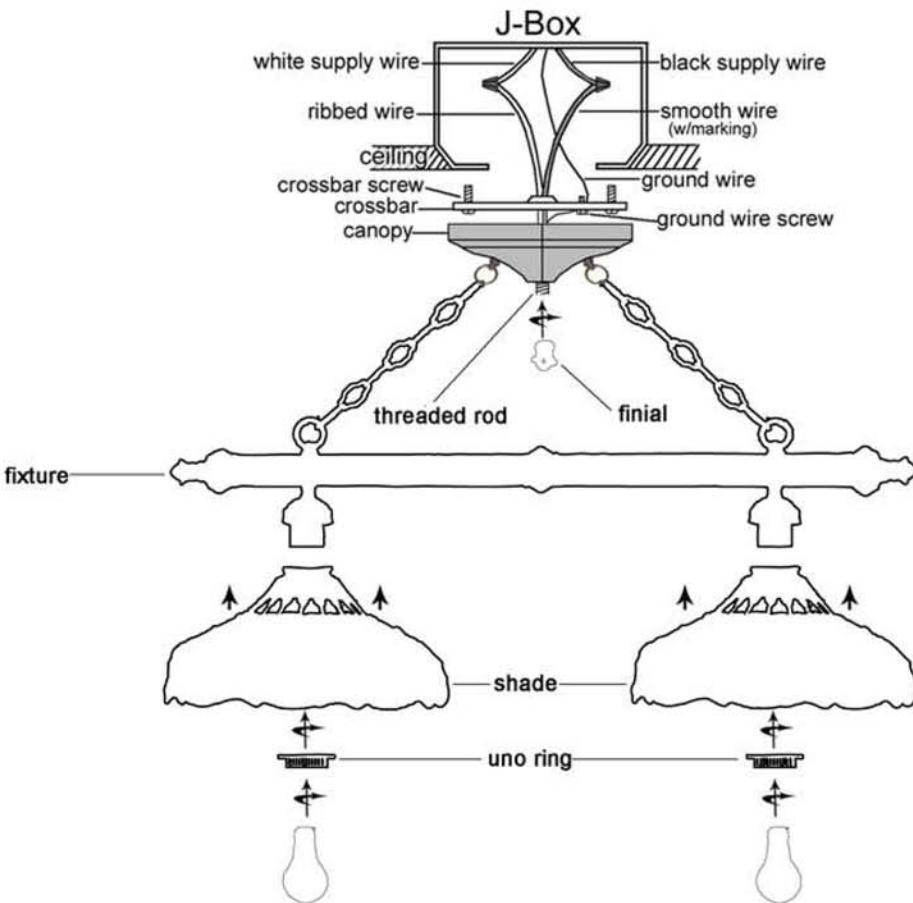 J-Box
white supply wire
black supply wire
ribbed wire
smooth wire
(w/marking)
ceiling
ground wire
crossbar screw
crossbar
ground wire screw
canopy
threaded rod
finial
fixture
shade
uno ring